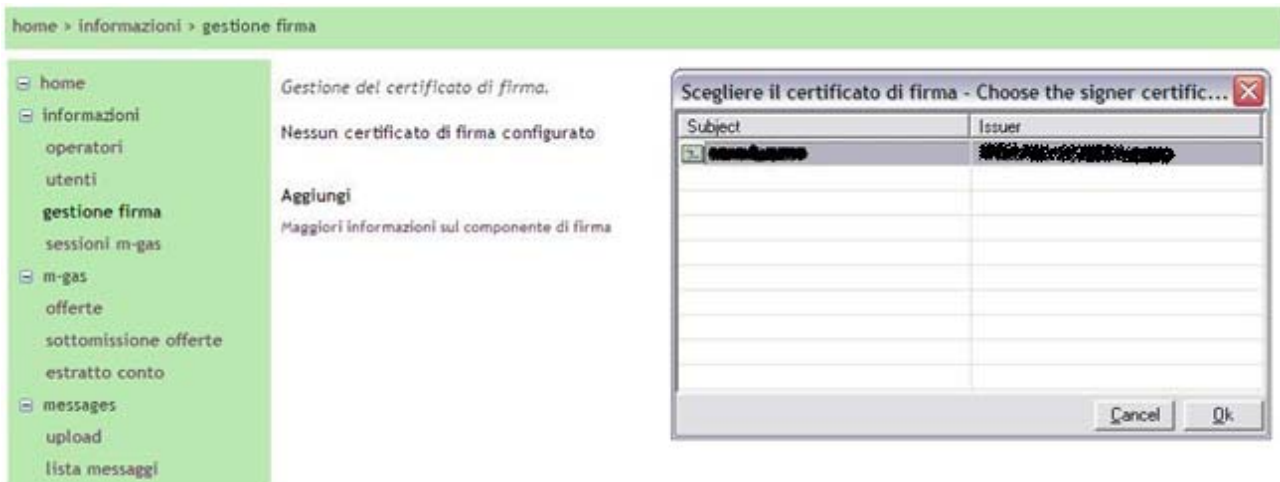 home > informazioni > gestione firma
home
informazioni
operatori
utenti
gestione firma
sessioni m-gas
m-gas
offerte
sottomissione offerte
estratto conto
messages
upload
lista messaggi
Gestione del certificato di firma.
Nessun certificato di firma configurato
Aggiungi
Maggiori informazioni sul componente di firma
Scegliere il certificato di firma - Choose the signer certific...
Subject Issuer
Cancel Ok